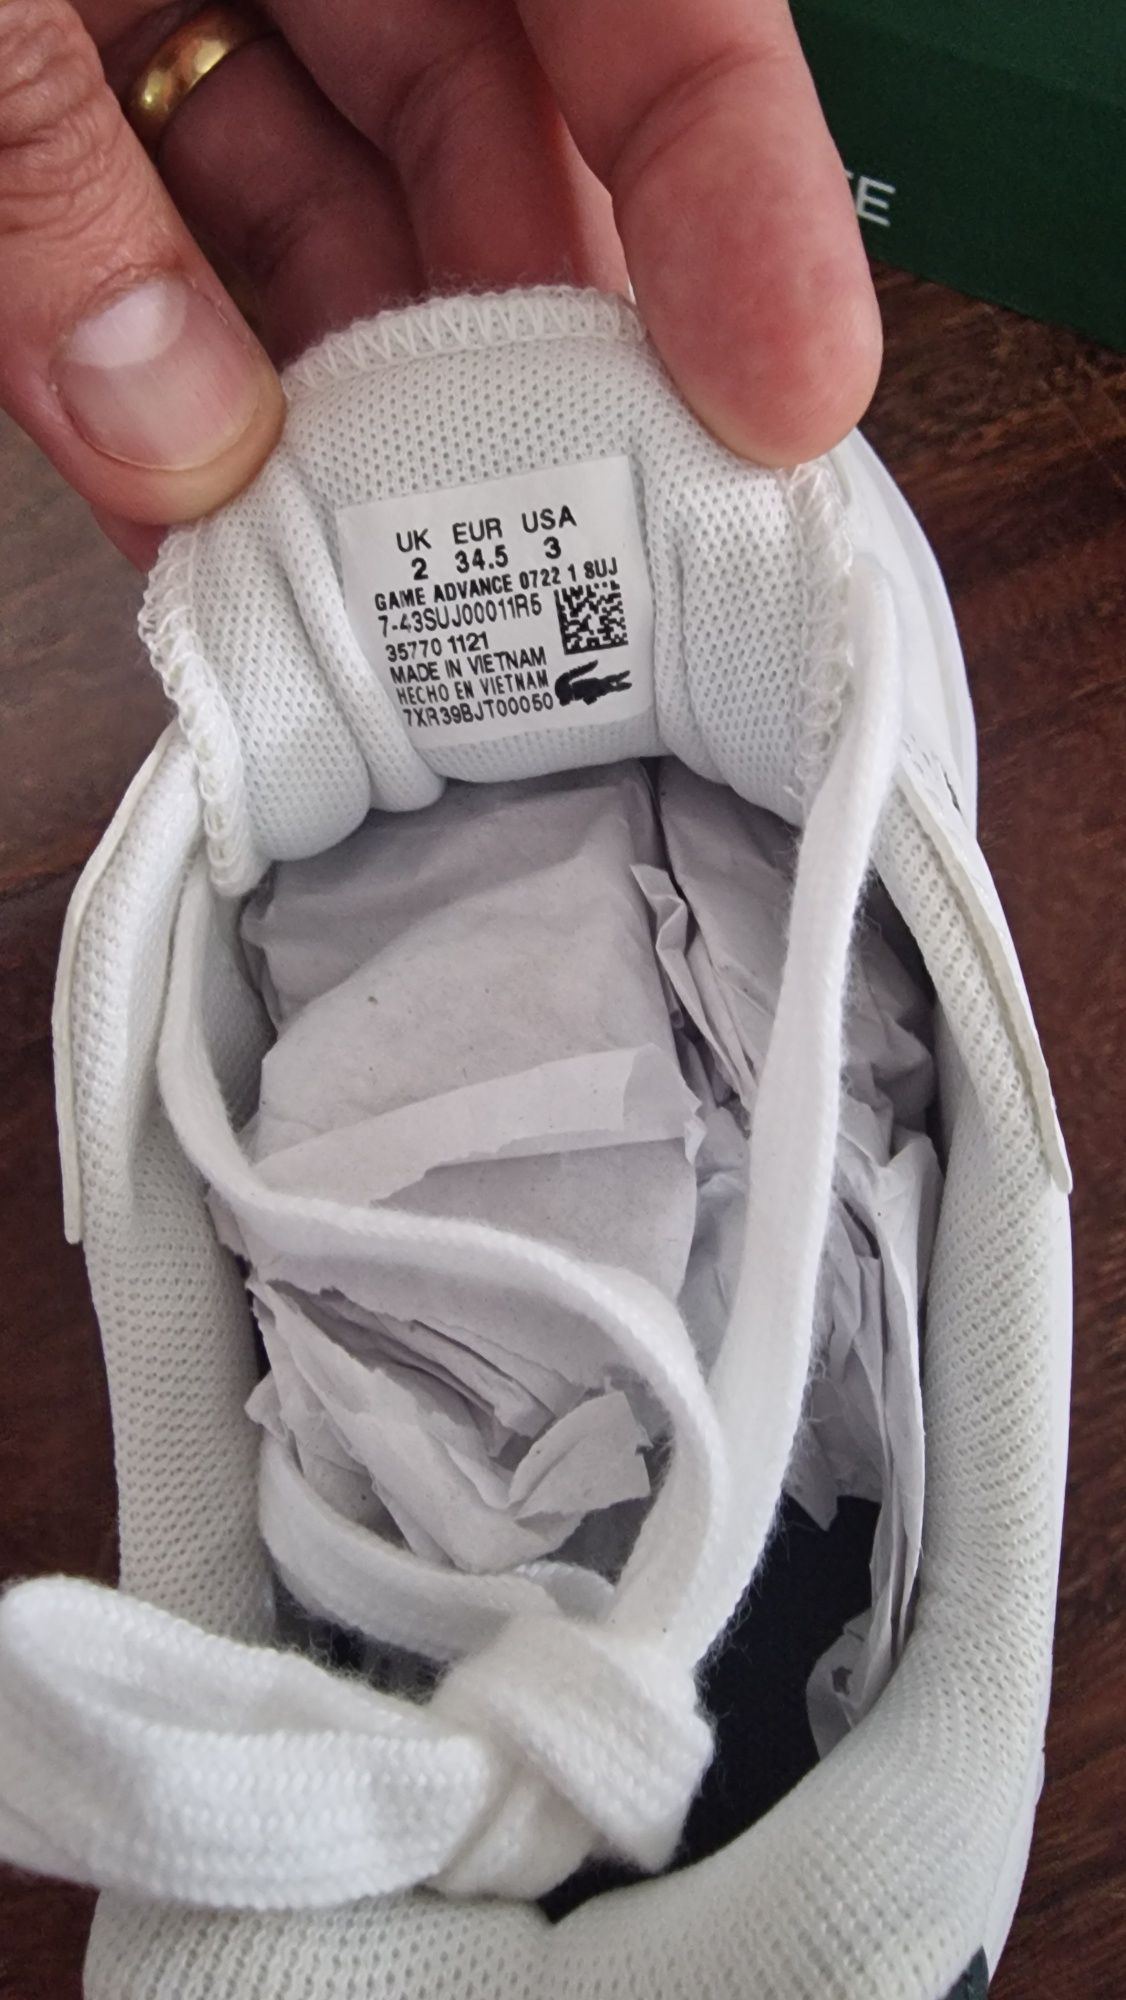 UK EUR USA
2 34.5 3
GAME ADVANCE 0722 1 SUJ
7-43SUJ00011R5
35770 1121
MADE IN VIETNAM
HECHO EN VIETNAM
7XR39BJT00050